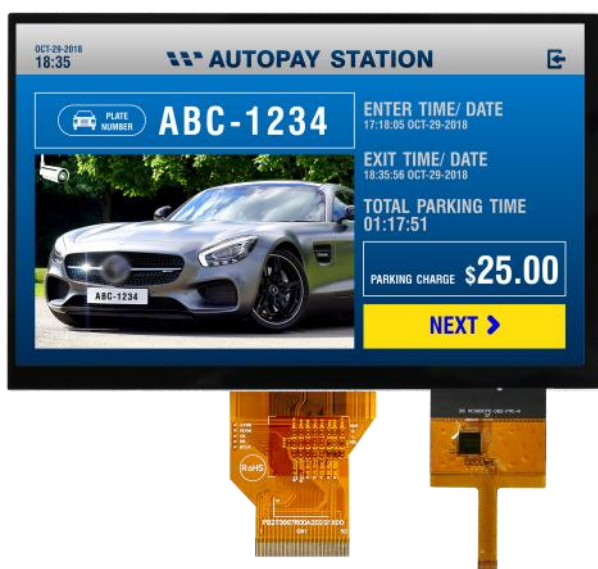 OCT-29-2018
18:35
AUTOPAY STATION
PLATE
NUMBER
ABC-1234
ENTER TIME/ DATE
17:18:05 OCT-29-2018
EXIT TIME/ DATE
18:35:56 OCT-29-2018
TOTAL PARKING TIME
01:17:51
PARKING CHARGE $25.00
NEXT
ABC-1234
RoHS